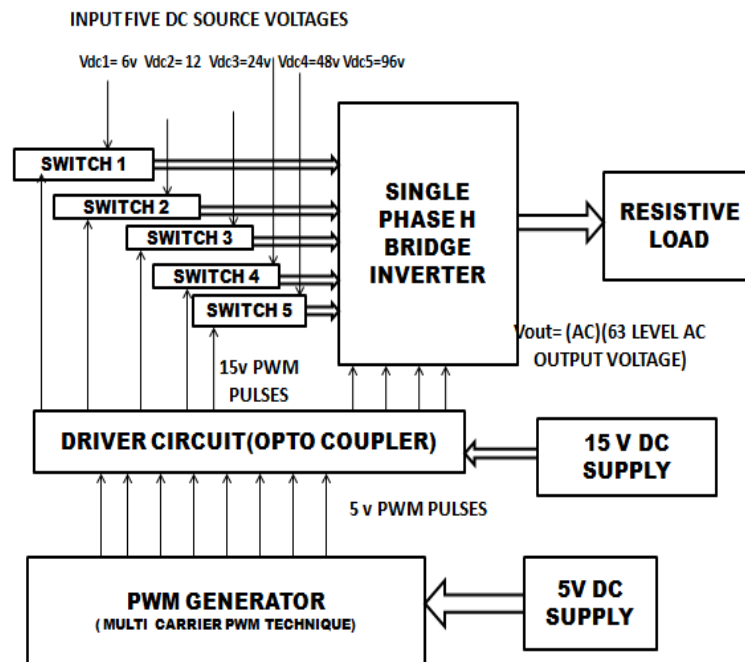 INPUT FIVE DC SOURCE VOLTAGES
Vdc1= 6v Vdc2= 12 Vdc3=24v Vdc4=48v Vdc5=96v
SWITCH 1
SWITCH 2
SWITCH 3
SWITCH 4
SWITCH 5
SINGLE
PHASE H
BRIDGE
INVERTER
RESISTIVE
LOAD
Vout= (AC)(63 LEVEL AC
OUTPUT VOLTAGE)
15v PWM
PULSES
DRIVER CIRCUIT(OPTO COUPLER)
15 V DC
SUPPLY
5 v PWM PULSES
PWM GENERATOR
( MULTI CARRIER PWM TECHNIQUE)
5V DC
SUPPLY